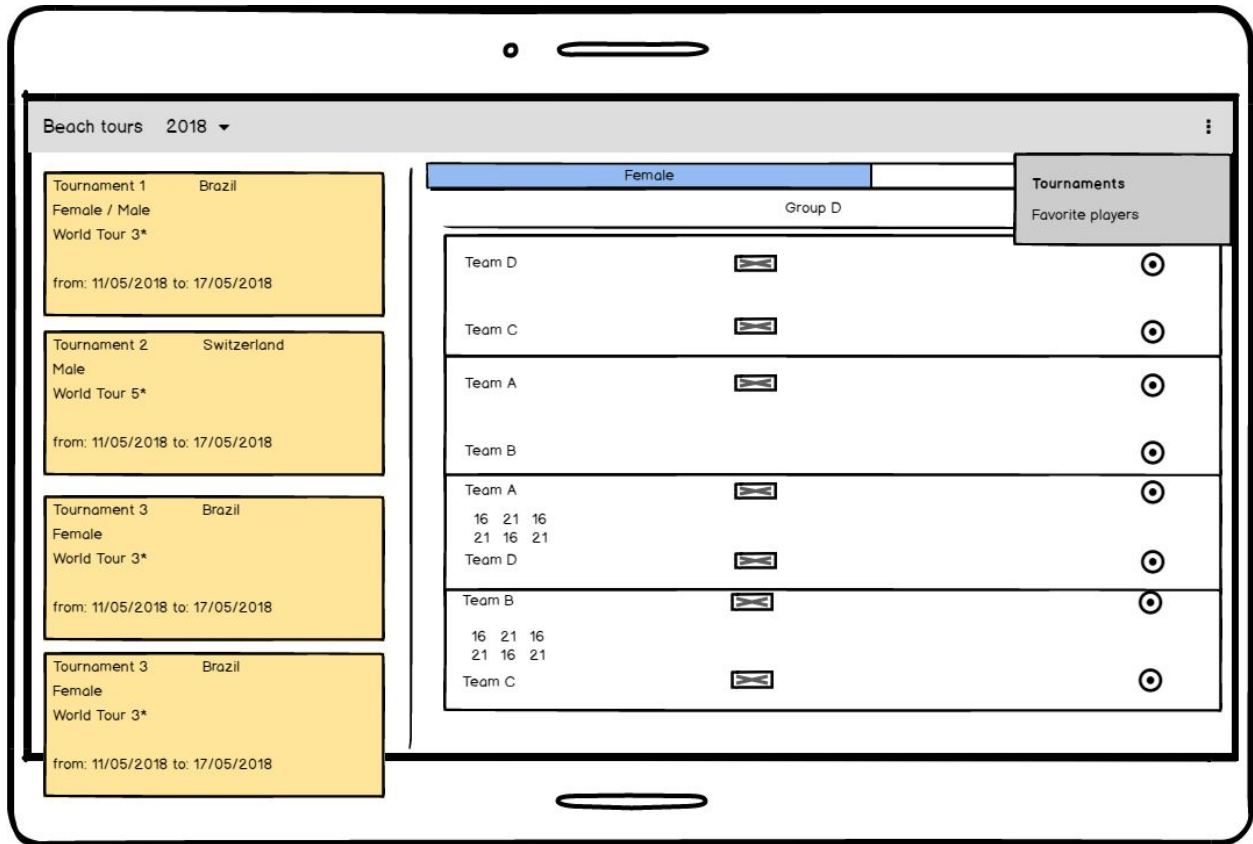 Beach tours 2018
Tournament 1 Brazil
Female / Male
World Tour 3*
from: 11/05/2018 to: 17/05/2018
Tournament 2 Switzerland
Male
World Tour 5*
from: 11/05/2018 to: 17/05/2018
Tournament 3 Brazil
Female
World Tour 3*
from: 11/05/2018 to: 17/05/2018
Tournament 3 Brazil
Female
World Tour 3*
from: 11/05/2018 to: 17/05/2018
Female
Group D
Tournaments
Favorite players
Team D
Team C
Team A
Team B
Team A
16 21 16
21 16 21
Team D
Team B
16 21 16
21 16 21
Team C